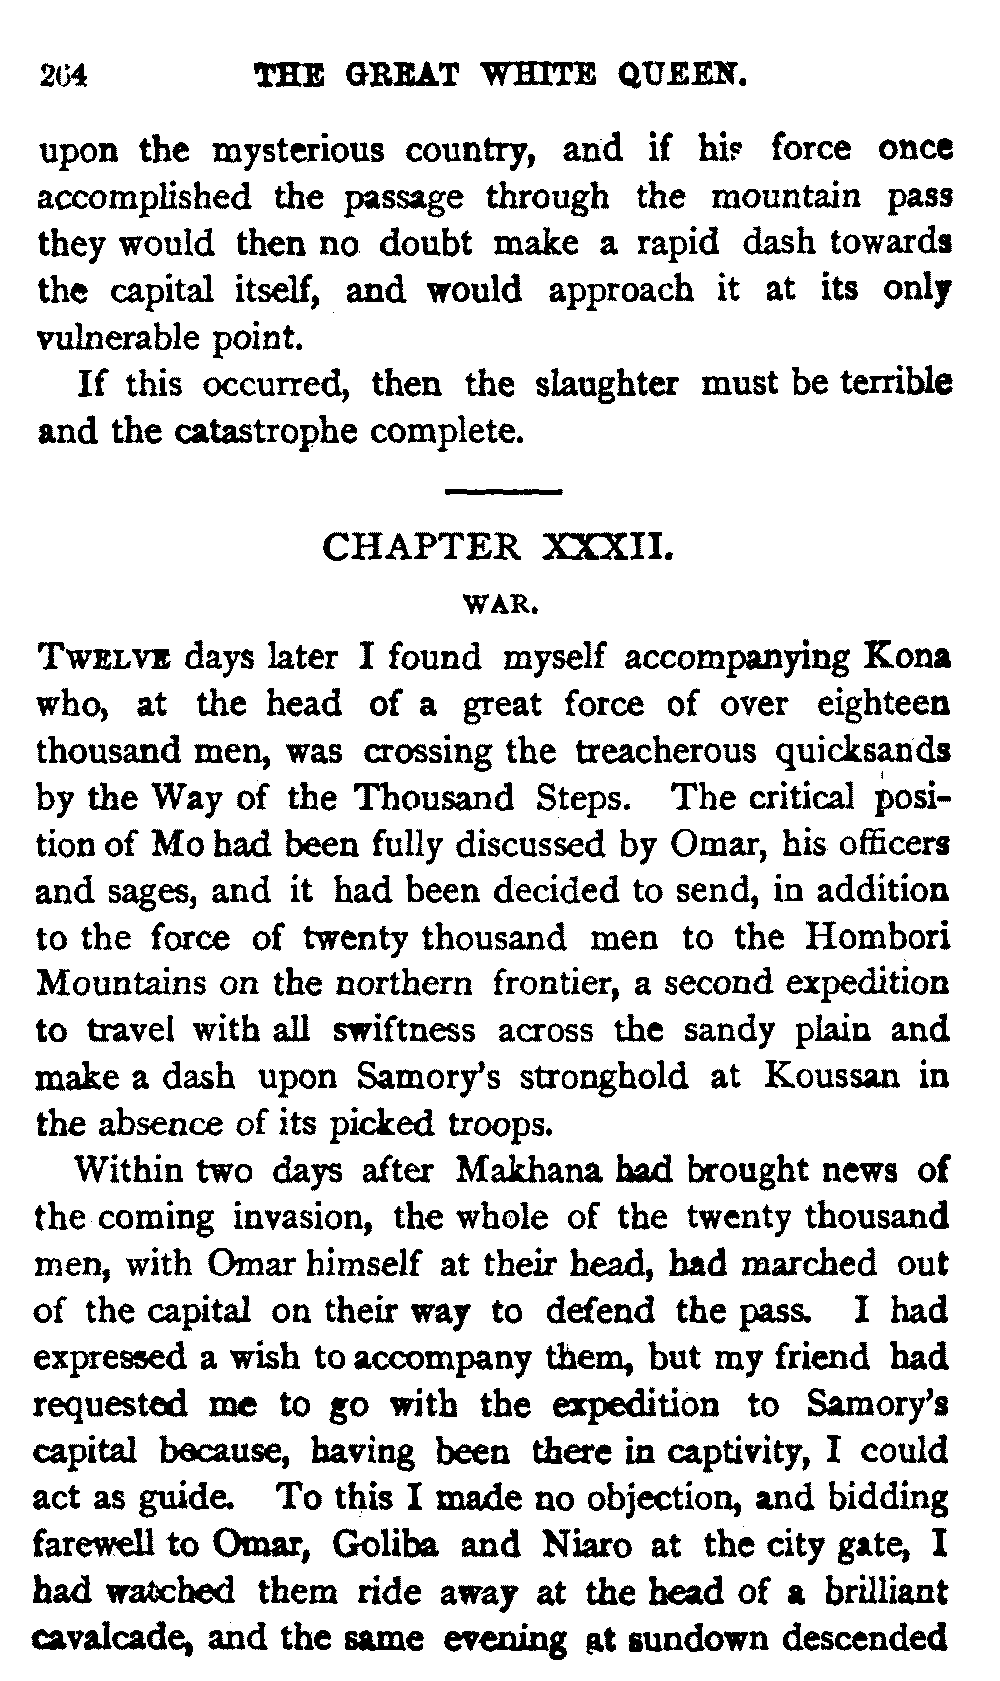 264 THE GREAT WHITE QUEEN.
upon the mysterious country, and if his force once
accomplished the passage through the mountain pass
they would then no doubt make a rapid dash towards
the capital itself, and would approach it at its only
vulnerable point.
If this occurred, then the slaughter must be terrible
and the catastrophe complete.
CHAPTER XXXII.
WAR.
TWELVE days later I found myself accompanying Kona
who, at the head of a great force of over eighteen
thousand men, was crossing the treacherous quicksands
by the Way of the Thousand Steps. The critical posi-
tion of Mo had been fully discussed by Omar, his officers
and sages, and it had been decided to send, in addition
to the force of twenty thousand men to the Hombori
Mountains on the northern frontier, a second expedition
to travel with all swiftness across the sandy plain and
make a dash upon Samory's stronghold at Koussan in
the absence of its picked troops.
Within two days after Makhana had brought news of
the coming invasion, the whole of the twenty thousand
men, with Omar himself at their head, had marched out
of the capital on their way to defend the pass. I had
expressed a wish to accompany them, but my friend had
requested me to go with the expedition to Samory's
capital because, having been there in captivity, I could
act as guide. To this I made no objection, and bidding
farewell to Omar, Goliba and Niaro at the city gate, I
had watched them ride away at the head of a brilliant
cavalcade, and the same evening at sundown descended